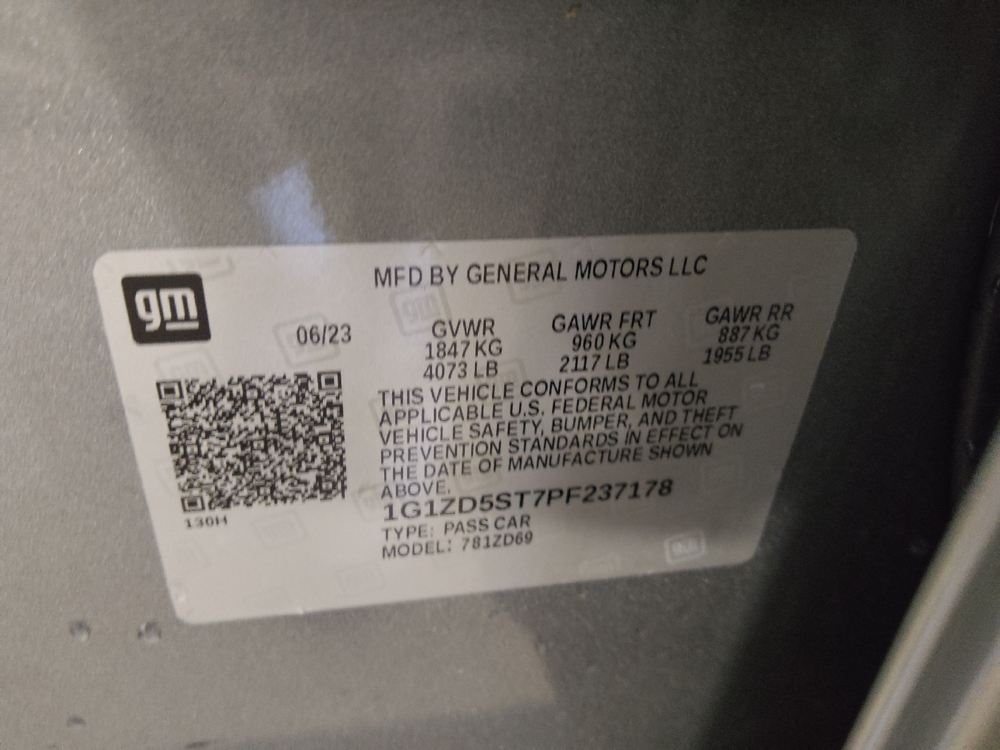 gm
MFD BY GENERAL MOTORS LLC
06/23
GVWR
1847 KG
4073 LB
GAWR FRT
960 KG
2117 LB
GAWR RR
887 KG
1955 LB
THIS VEHICLE CONFORMS TO ALL
APPLICABLE U.S. FEDERAL MOTOR
VEHICLE SAFETY, BUMPER, AND THEFT
PREVENTION STANDARDS IN EFFECT ON
THE DATE OF MANUFACTURE SHOWN
ABOVE.
1G1ZD5ST7PF237178
TYPE: PASS CAR
MODEL: 781ZD69
130H
gm